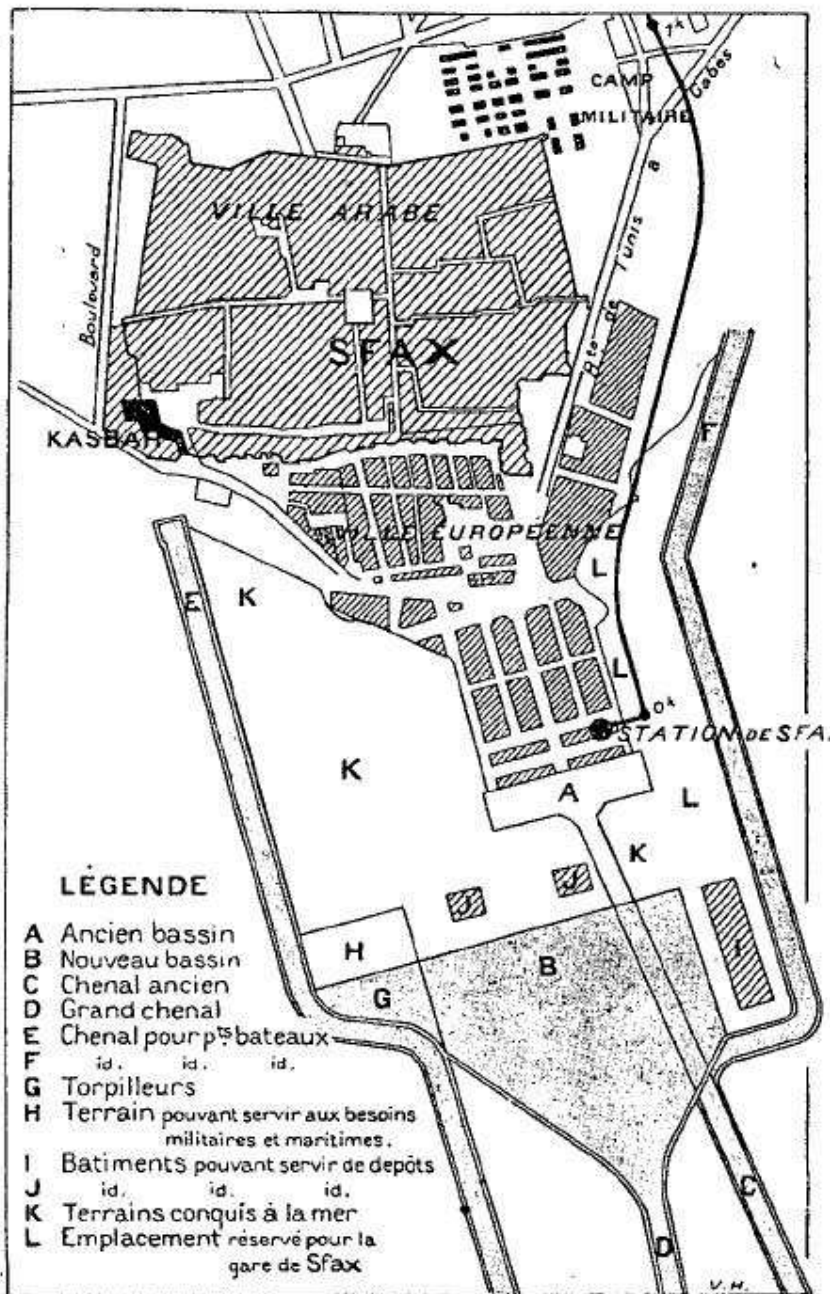 1k
CAMP
MILITAIRE
Rte de Tunis a Gabes
VILLE ARABE
Boulevard
SFAX
KASBAH
F
VILLE EUROPÉENNE
L
E
K
L
0k
STATION DE SFAX
K
A
L
K
J
J
H
B
I
G
C
D
LÉGENDE
A Ancien bassin
B Nouveau bassin
C Chenal ancien
D Grand chenal
E Chenal pour pts bateaux
F id. id. id.
G Torpilleurs
H Terrain pouvant servir aux besoins
militaires et maritimes.
I Batiments pouvant servir de depôts
J id. id. id.
K Terrains conquis à la mer
L Emplacement réservé pour la
gare de Sfax
V.H.